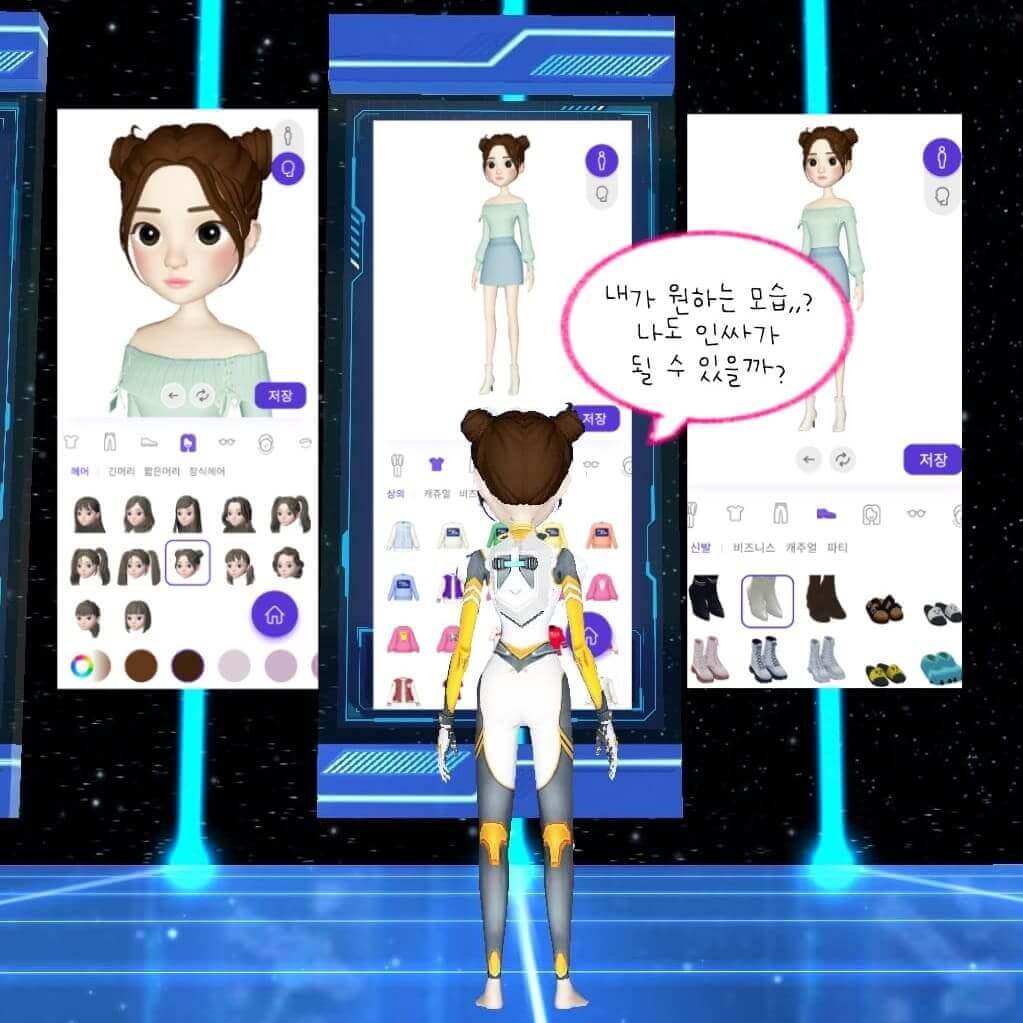 저장
헤어 긴머리 짧은머리 장식헤어
내가 원하는 모습,,?
나도 인싸가
될 수 있을까?
저장
상의 캐쥬얼
저장
신발 비즈니스 캐주얼 파티